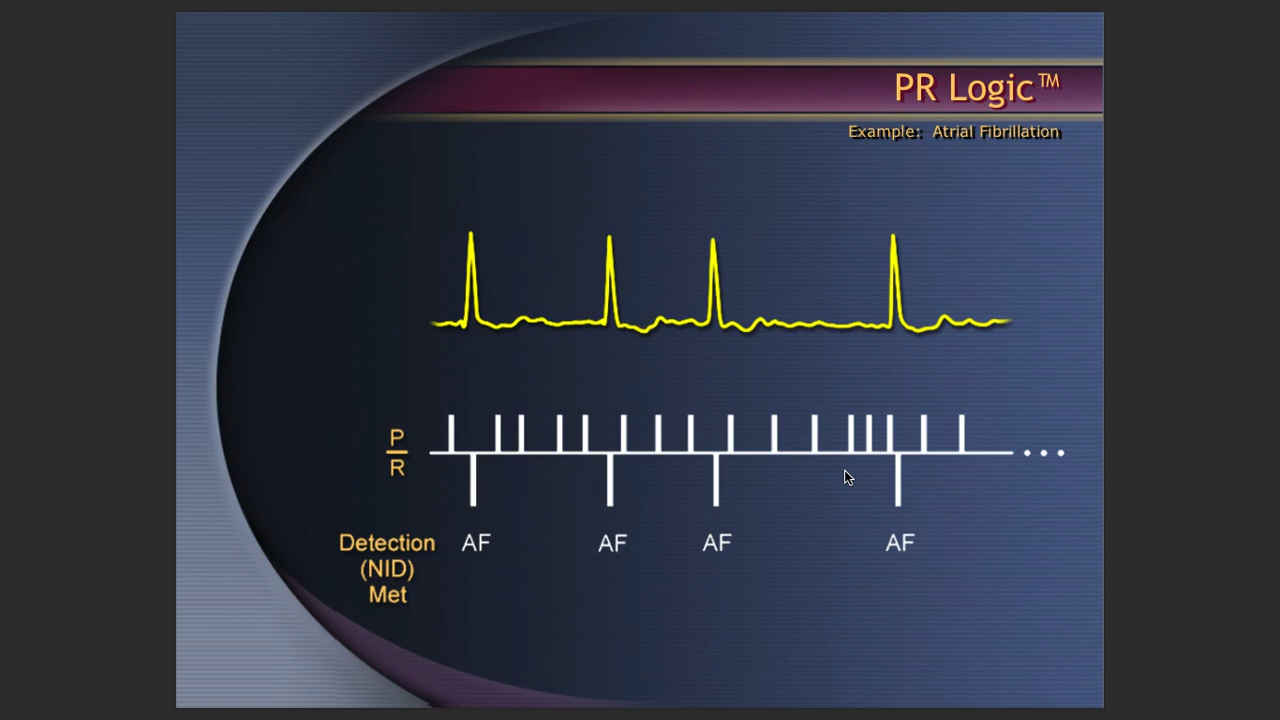 PR Logic™
Example: Atrial Fibrillation
P
R
Detection AF AF AF AF
(NID)
Met